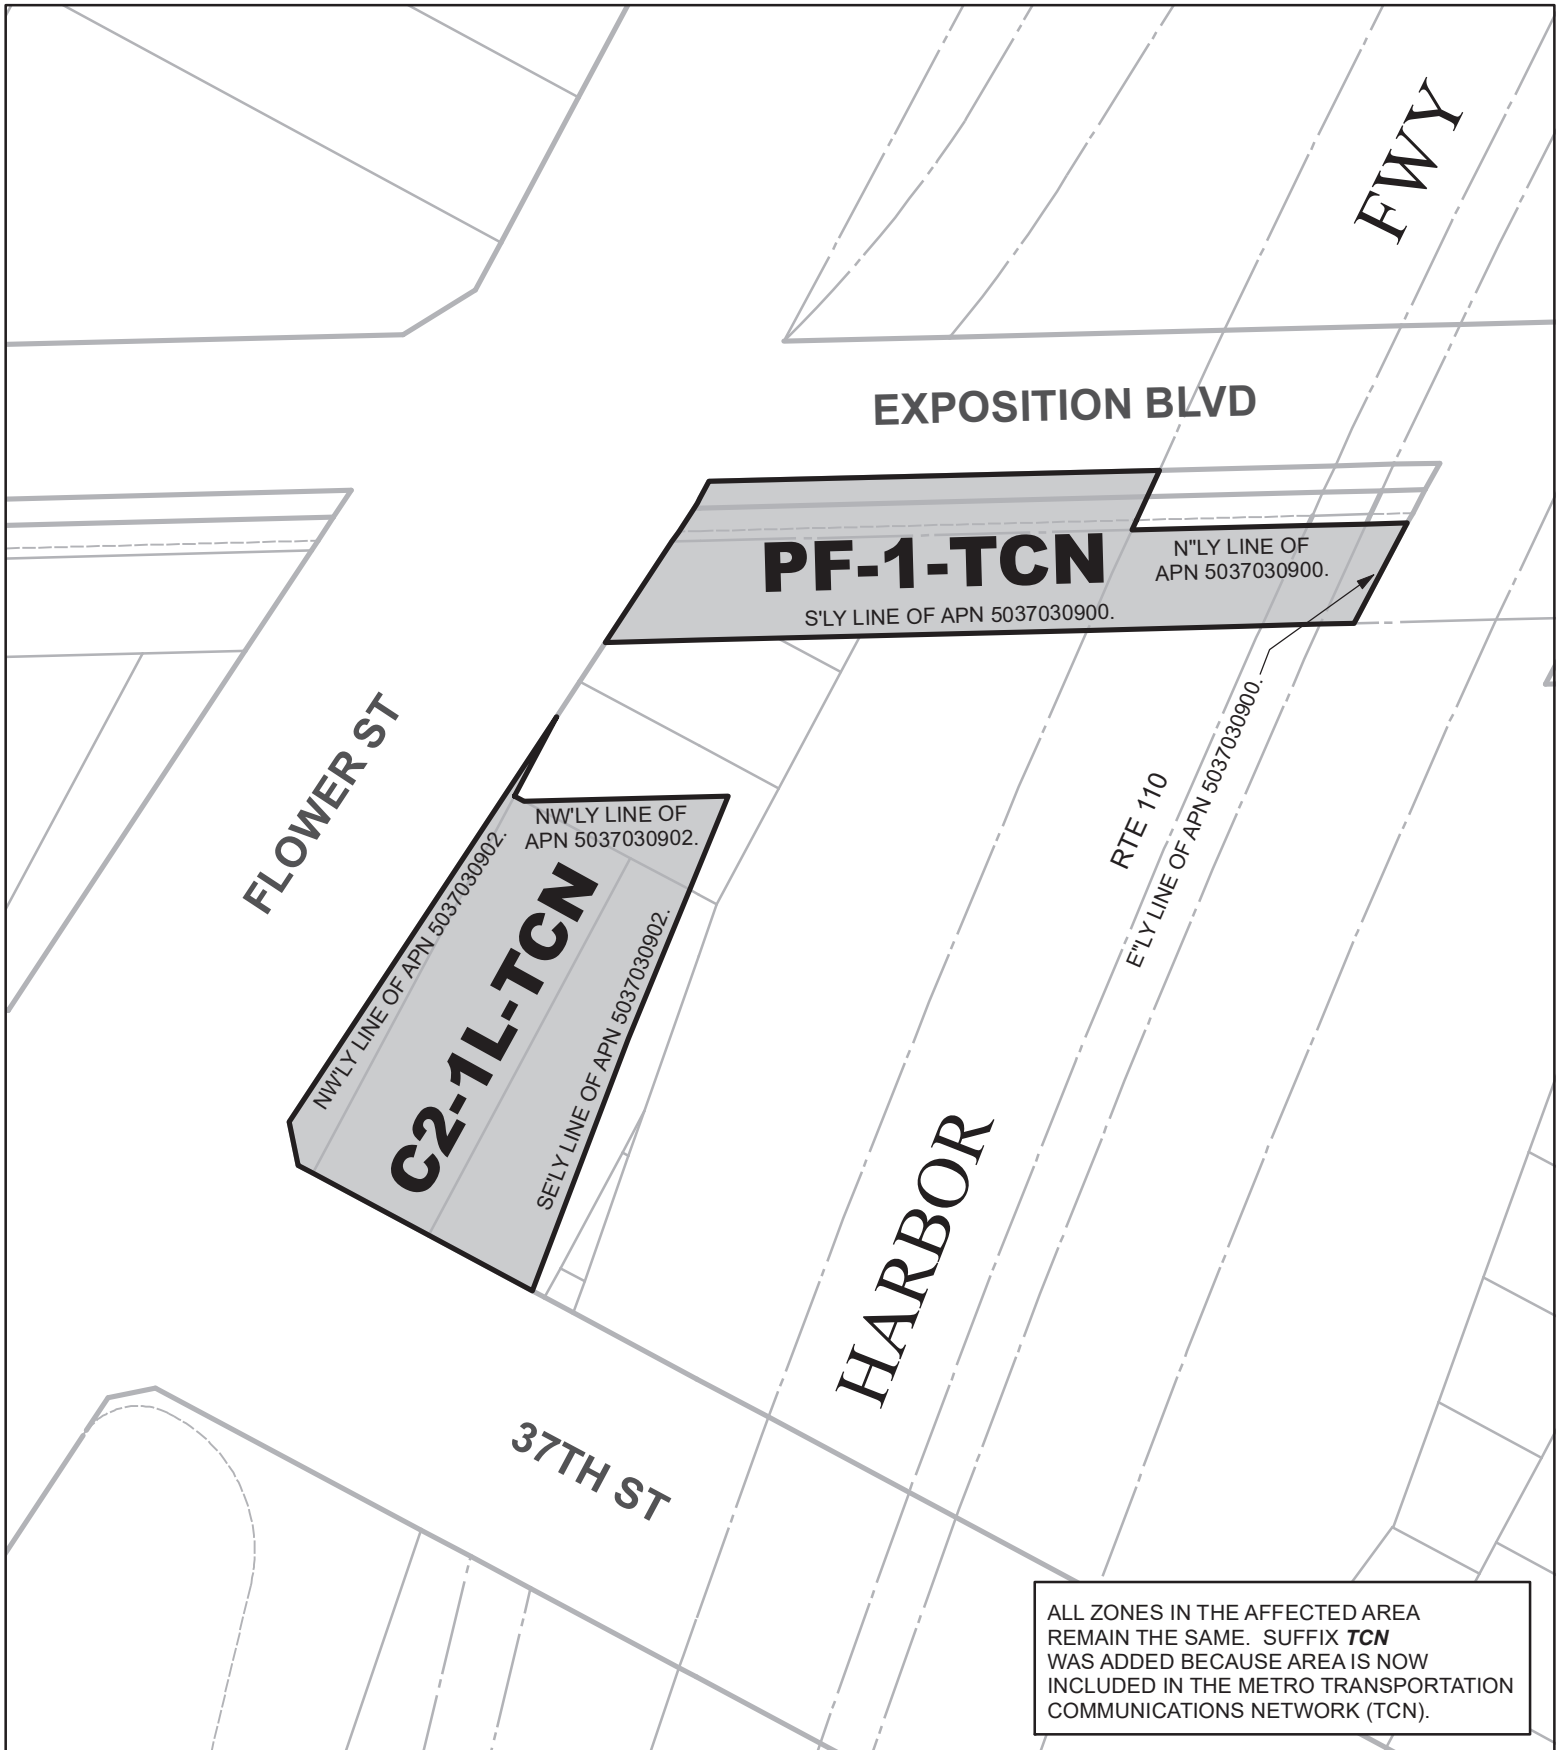 FWY
EXPOSITION BLVD
PF-1-TCN
N"LY LINE OF
APN 5037030900.
S'LY LINE OF APN 5037030900.
FLOWER ST
NW'LY LINE OF
APN 5037030902.
NW'LY LINE OF APN 5037030902.
C2-1L-TCN
SE'LY LINE OF APN 5037030902.
RTE 110
E"LY LINE OF APN 5037030900.
HARBOR
37TH ST
ALL ZONES IN THE AFFECTED AREA
REMAIN THE SAME. SUFFIX TCN
WAS ADDED BECAUSE AREA IS NOW
INCLUDED IN THE METRO TRANSPORTATION
COMMUNICATIONS NETWORK (TCN).